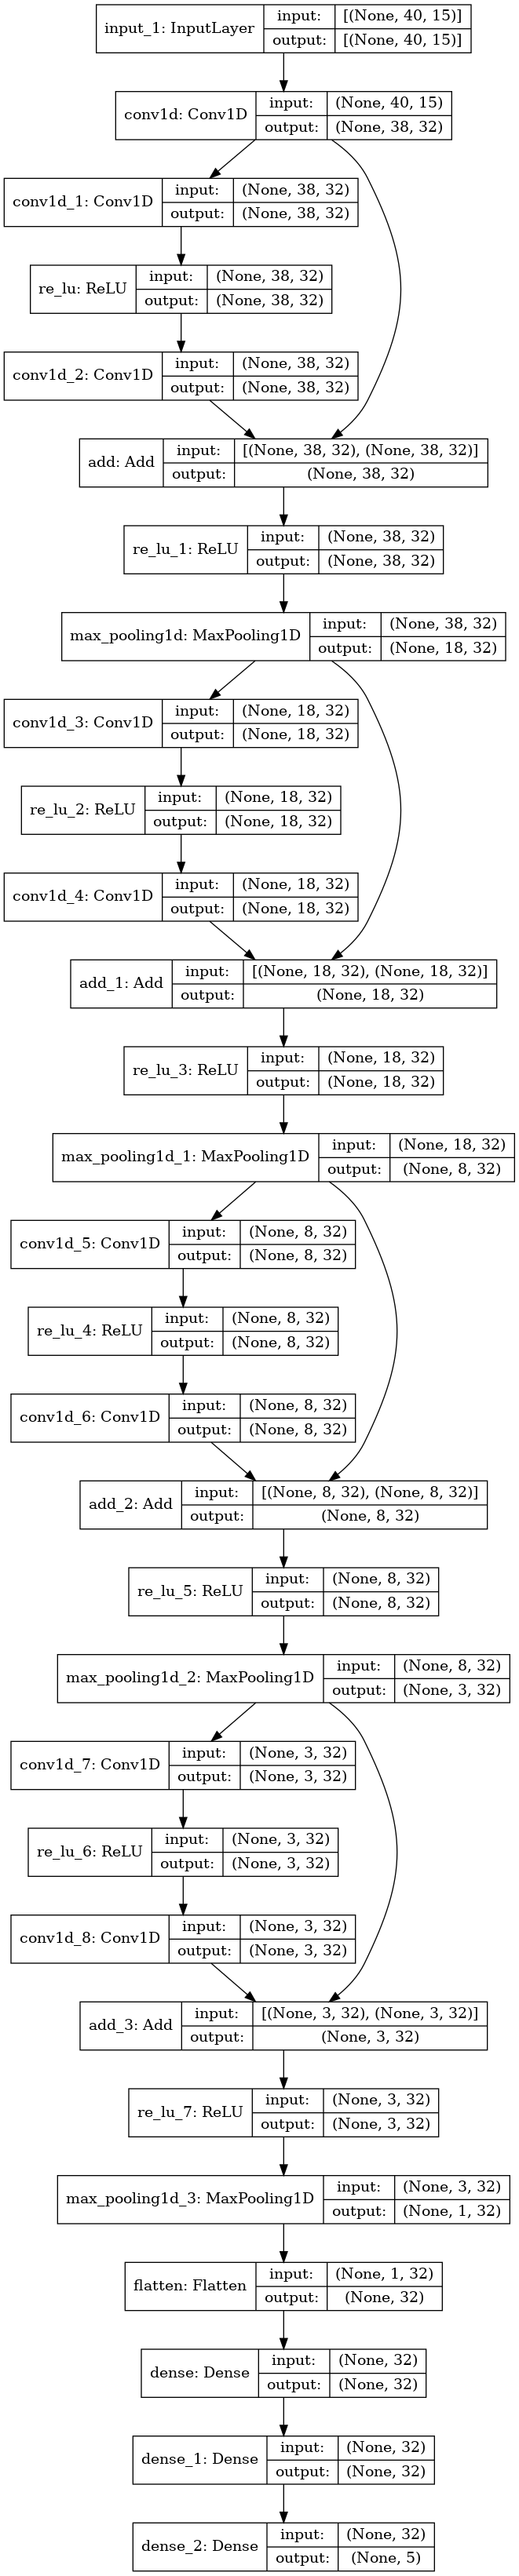 input_1: InputLayer input: [(None, 40, 15)]
output: [(None, 40, 15)]
conv1d: Conv1D input: (None, 40, 15)
output: (None, 38, 32)
conv1d_1: Conv1D input: (None, 38, 32)
output: (None, 38, 32)
re_lu: ReLU input: (None, 38, 32)
output: (None, 38, 32)
conv1d_2: Conv1D input: (None, 38, 32)
output: (None, 38, 32)
add: Add input: [(None, 38, 32), (None, 38, 32)]
output: (None, 38, 32)
re_lu_1: ReLU input: (None, 38, 32)
output: (None, 38, 32)
max_pooling1d: MaxPooling1D input: (None, 38, 32)
output: (None, 18, 32)
conv1d_3: Conv1D input: (None, 18, 32)
output: (None, 18, 32)
re_lu_2: ReLU input: (None, 18, 32)
output: (None, 18, 32)
conv1d_4: Conv1D input: (None, 18, 32)
output: (None, 18, 32)
add_1: Add input: [(None, 18, 32), (None, 18, 32)]
output: (None, 18, 32)
re_lu_3: ReLU input: (None, 18, 32)
output: (None, 18, 32)
max_pooling1d_1: MaxPooling1D input: (None, 18, 32)
output: (None, 8, 32)
conv1d_5: Conv1D input: (None, 8, 32)
output: (None, 8, 32)
re_lu_4: ReLU input: (None, 8, 32)
output: (None, 8, 32)
conv1d_6: Conv1D input: (None, 8, 32)
output: (None, 8, 32)
add_2: Add input: [(None, 8, 32), (None, 8, 32)]
output: (None, 8, 32)
re_lu_5: ReLU input: (None, 8, 32)
output: (None, 8, 32)
max_pooling1d_2: MaxPooling1D input: (None, 8, 32)
output: (None, 3, 32)
conv1d_7: Conv1D input: (None, 3, 32)
output: (None, 3, 32)
re_lu_6: ReLU input: (None, 3, 32)
output: (None, 3, 32)
conv1d_8: Conv1D input: (None, 3, 32)
output: (None, 3, 32)
add_3: Add input: [(None, 3, 32), (None, 3, 32)]
output: (None, 3, 32)
re_lu_7: ReLU input: (None, 3, 32)
output: (None, 3, 32)
max_pooling1d_3: MaxPooling1D input: (None, 3, 32)
output: (None, 1, 32)
flatten: Flatten input: (None, 1, 32)
output: (None, 32)
dense: Dense input: (None, 32)
output: (None, 32)
dense_1: Dense input: (None, 32)
output: (None, 32)
dense_2: Dense input: (None, 32)
output: (None, 5)